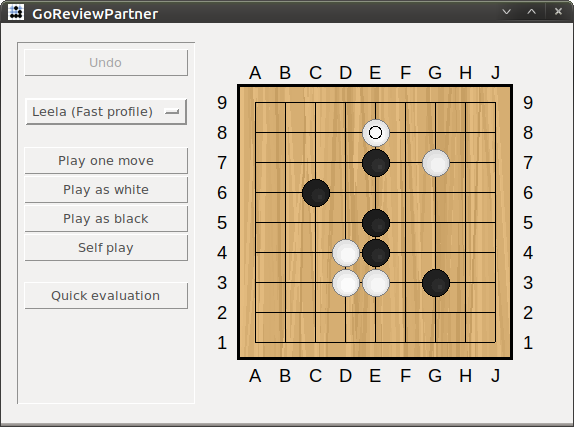 GoReviewPartner
Undo
Leela (Fast profile)
Play one move
Play as white
Play as black
Self play
Quick evaluation
A B C D E F G H J
9 9
8 8
7 7
6 6
5 5
4 4
3 3
2 2
1 1
A B C D E F G H J